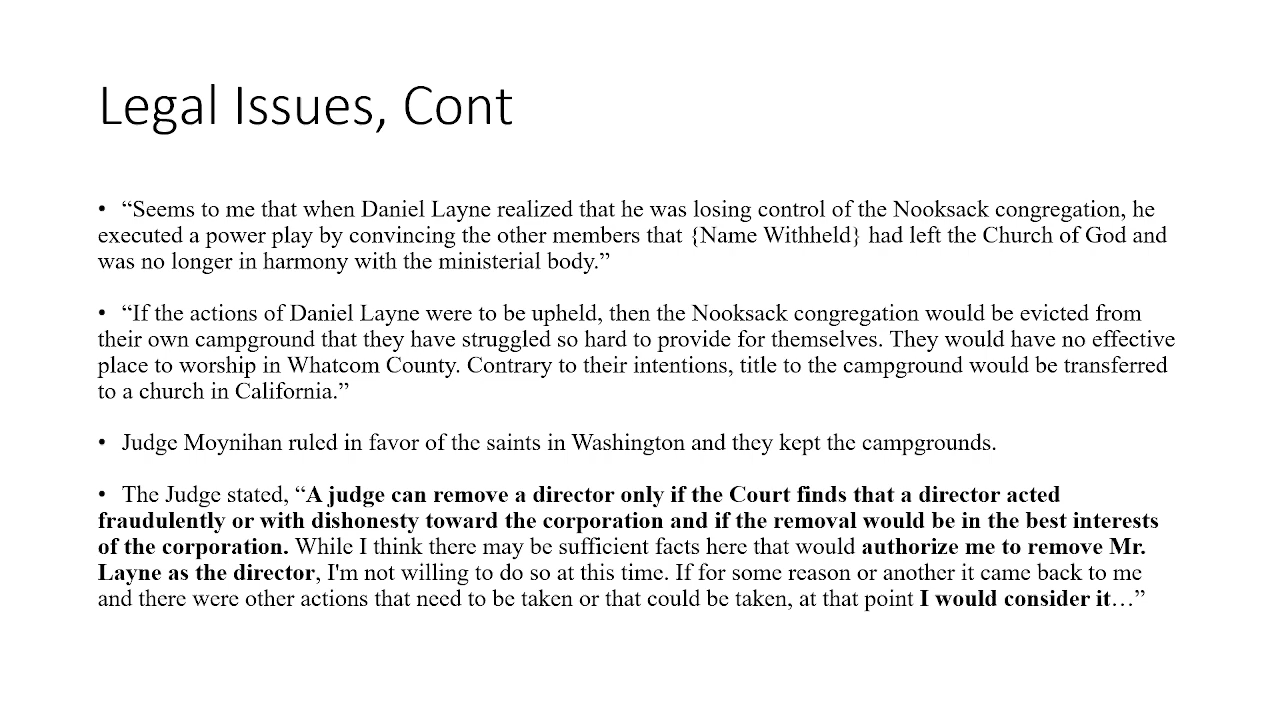 Legal Issues, Cont
• “Seems to me that when Daniel Layne realized that he was losing control of the Nooksack congregation, he
executed a power play by convincing the other members that {Name Withheld} had left the Church of God and
was no longer in harmony with the ministerial body.”
• “If the actions of Daniel Layne were to be upheld, then the Nooksack congregation would be evicted from
their own campground that they have struggled so hard to provide for themselves. They would have no effective
place to worship in Whatcom County. Contrary to their intentions, title to the campground would be transferred
to a church in California.”
• Judge Moynihan ruled in favor of the saints in Washington and they kept the campgrounds.
• The Judge stated, “A judge can remove a director only if the Court finds that a director acted
fraudulently or with dishonesty toward the corporation and if the removal would be in the best interests
of the corporation. While I think there may be sufficient facts here that would authorize me to remove Mr.
Layne as the director, I'm not willing to do so at this time. If for some reason or another it came back to me
and there were other actions that need to be taken or that could be taken, at that point I would consider it…”